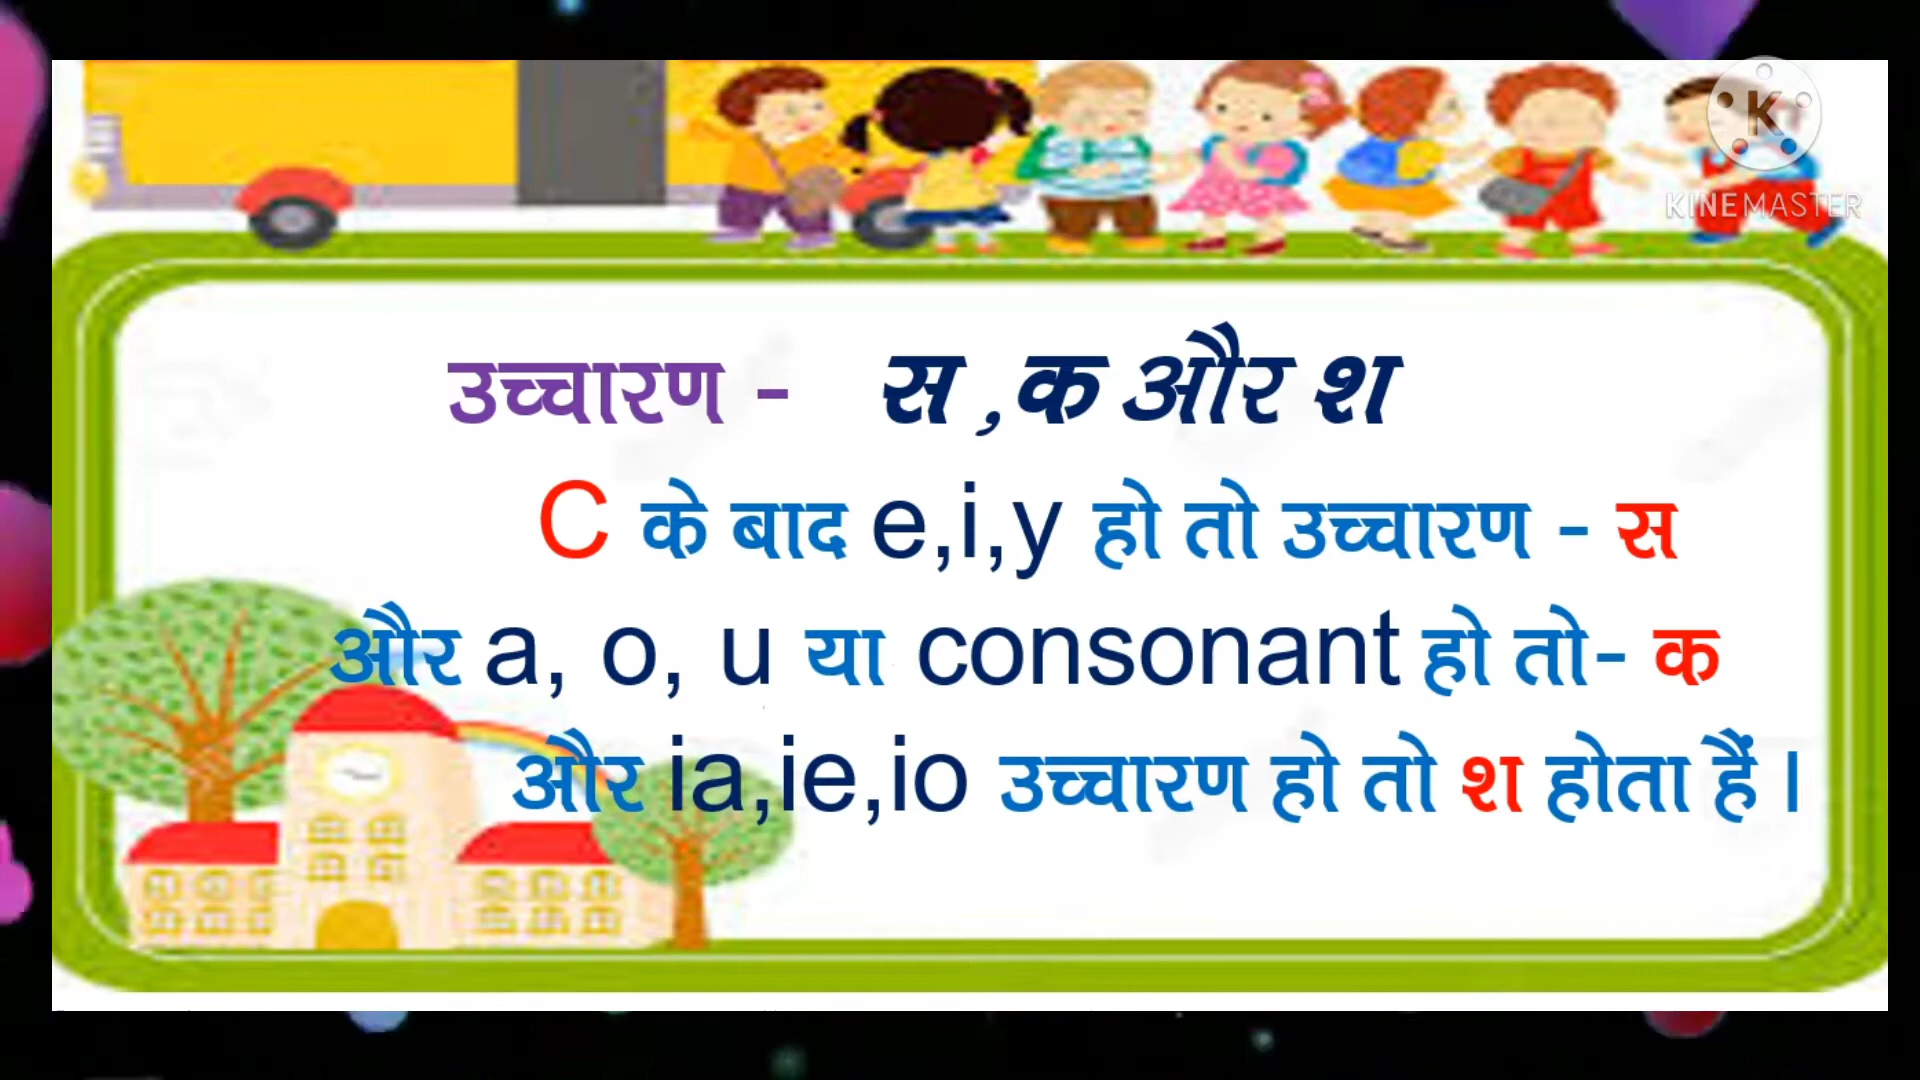 K
KINEMASTER
उच्चारण - स ,क और श
C के बाद e,i,y हो तो उच्चारण - स
और a, o, u या consonant हो तो- क
और ia,ie,io उच्चारण हो तो श होता हैं ।